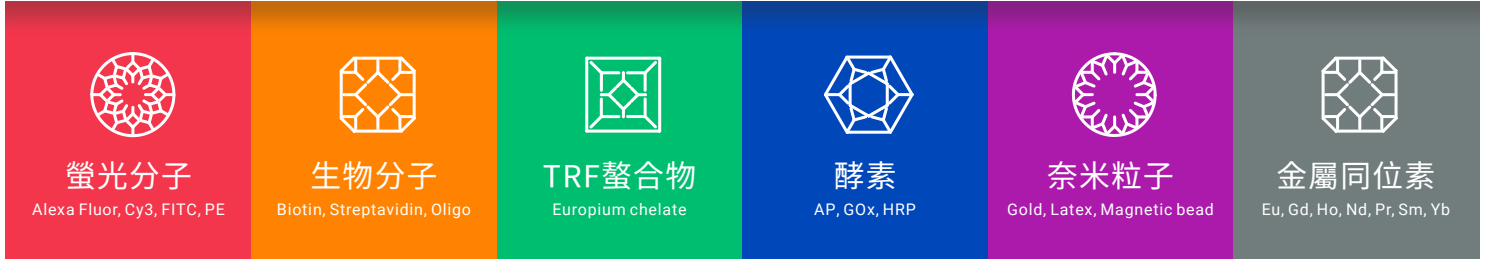 螢光分子
Alexa Fluor, Cy3, FITC, PE
生物分子
Biotin, Streptavidin, Oligo
TRF螯合物
Europium chelate
酵素
AP, GOx, HRP
奈米粒子
Gold, Latex, Magnetic bead
金屬同位素
Eu, Gd, Ho, Nd, Pr, Sm, Yb